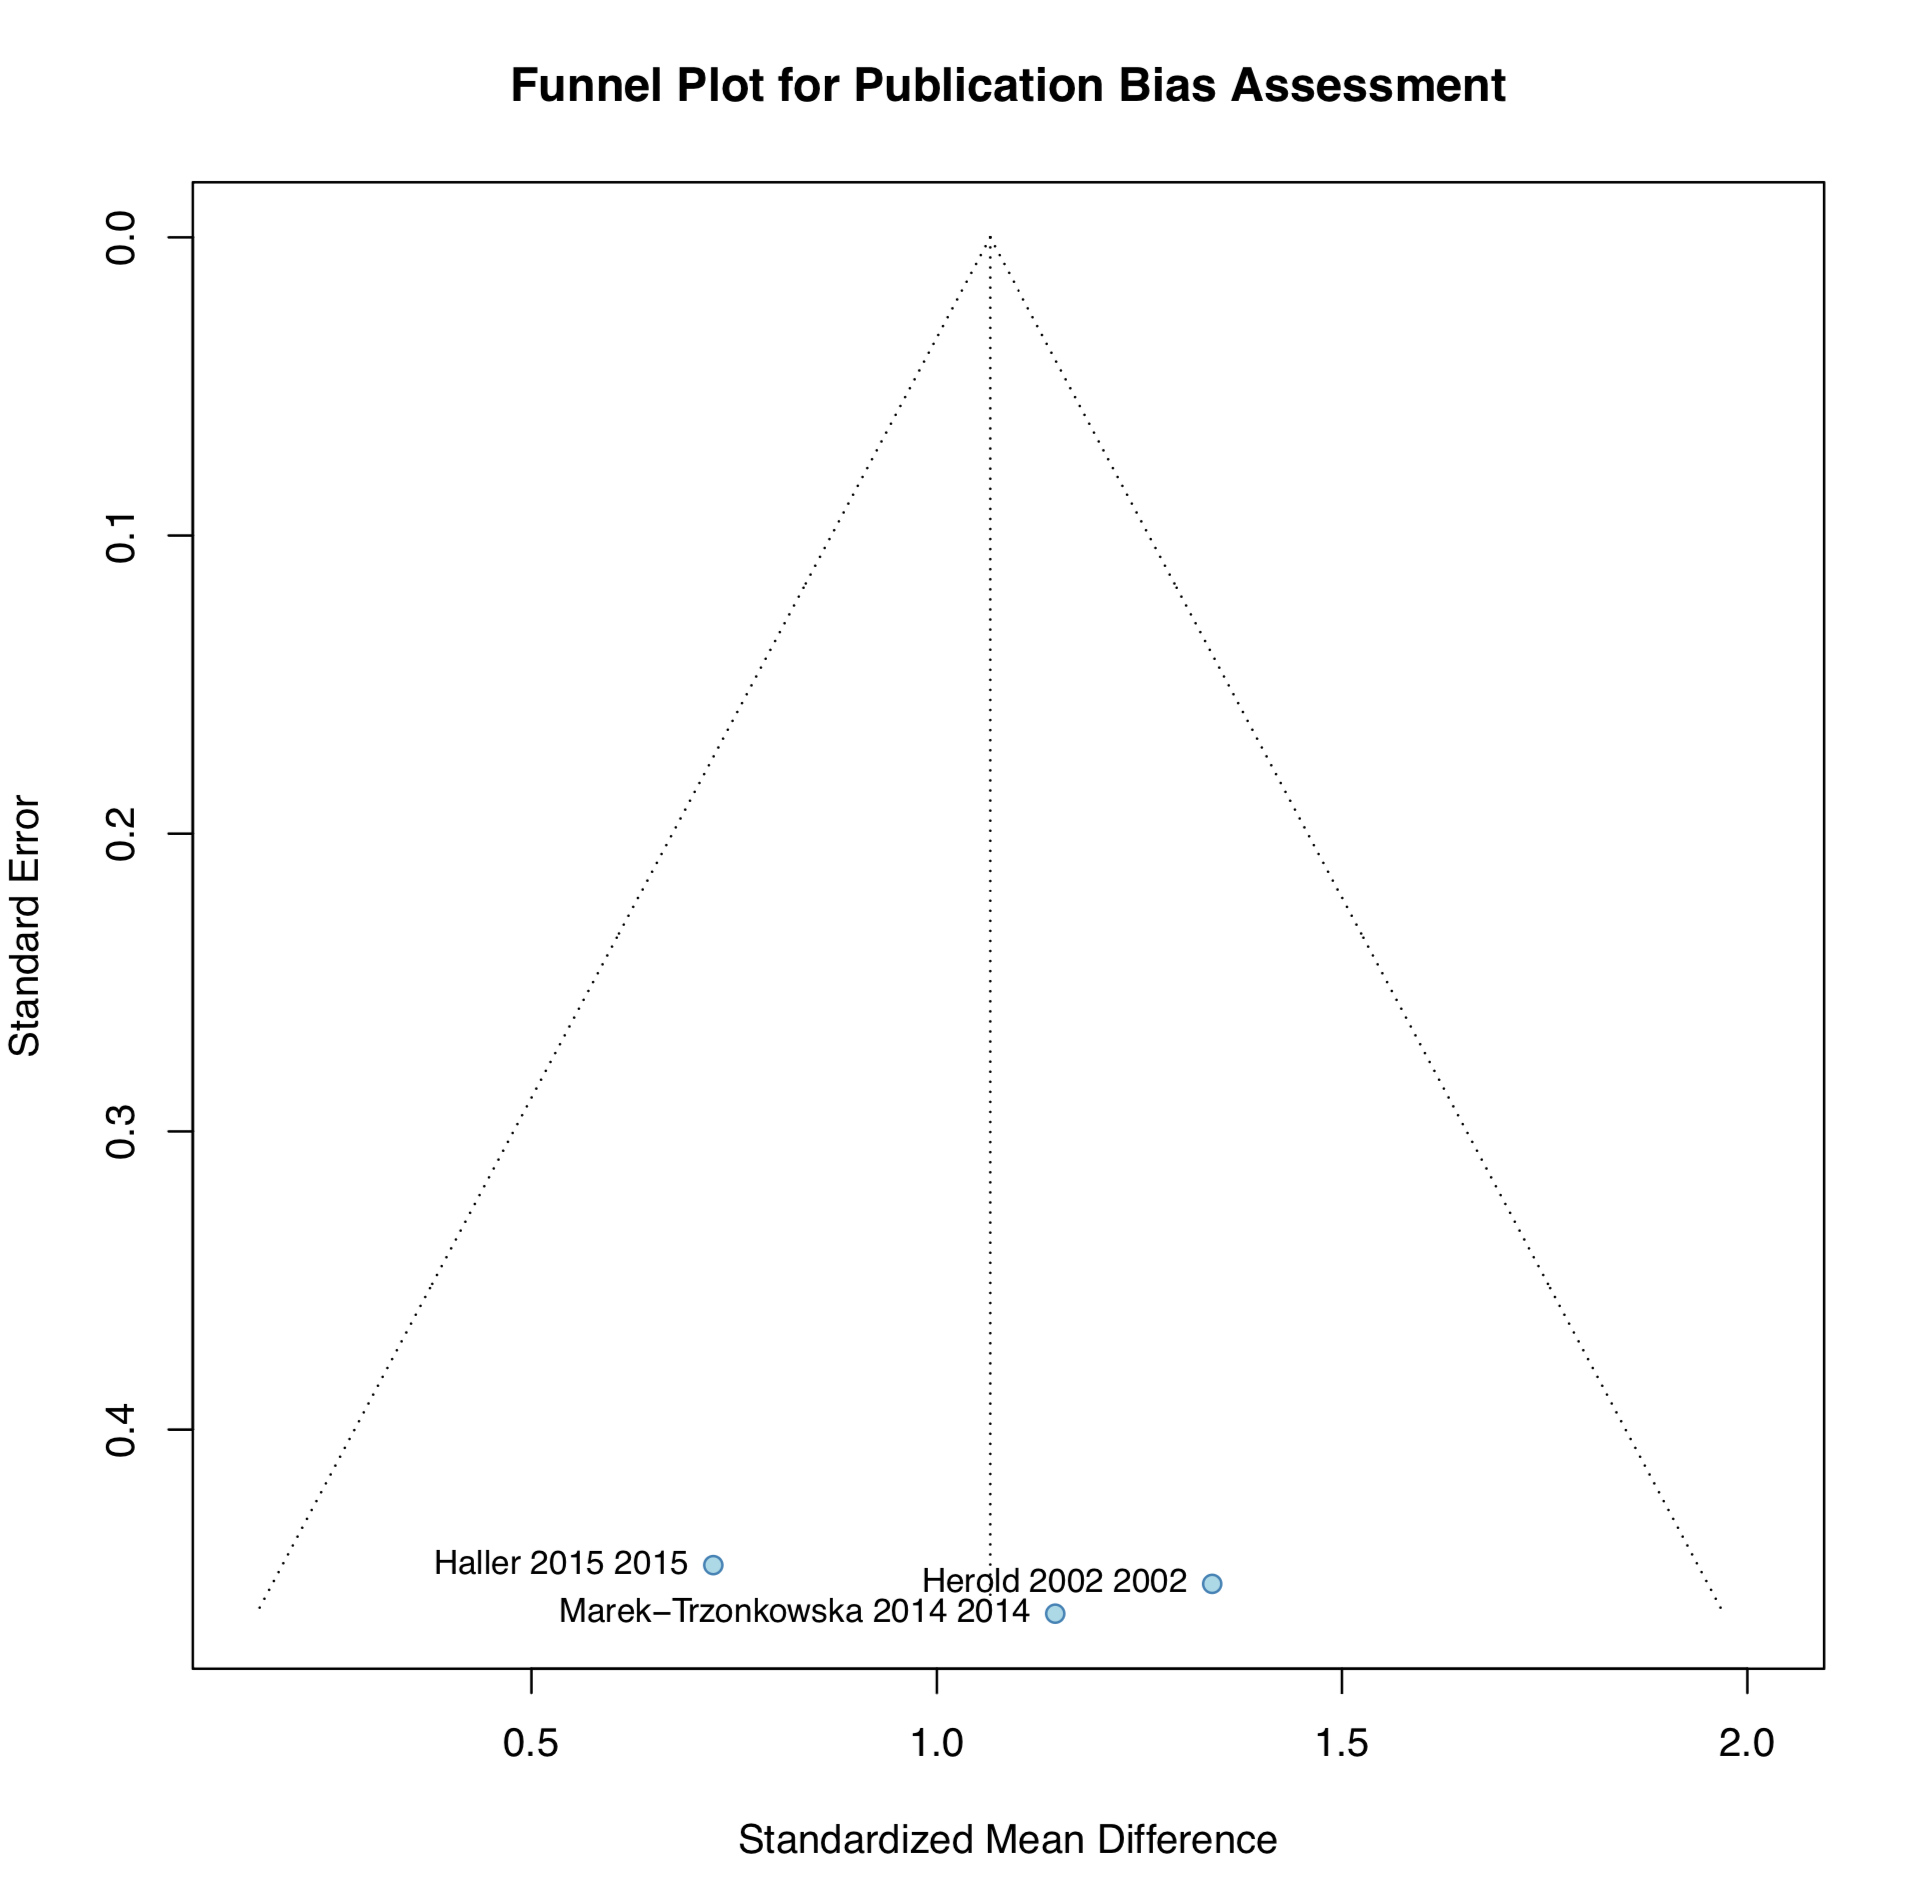 Funnel Plot for Publication Bias Assessment
Standard Error
0.0
0.1
0.2
0.3
0.4
Haller 2015 2015
Herold 2002 2002
Marek−Trzonkowska 2014 2014
0.5
1.0
1.5
2.0
Standardized Mean Difference